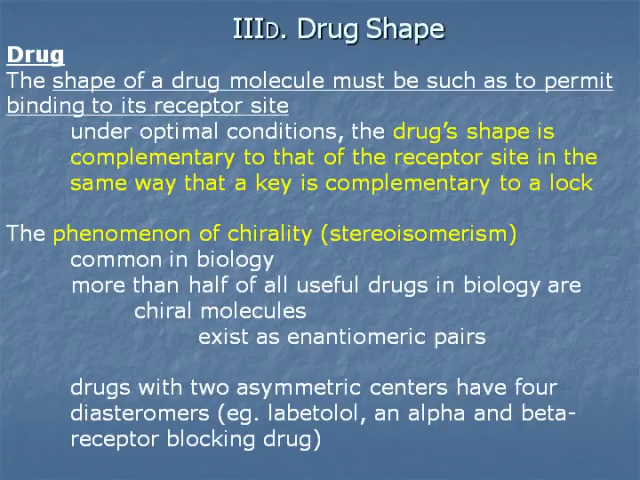 IIID. Drug Shape
Drug
The shape of a drug molecule must be such as to permit
binding to its receptor site
under optimal conditions, the drug's shape is
complementary to that of the receptor site in the
same way that a key is complementary to a lock
The phenomenon of chirality (stereoisomerism)
common in biology
more than half of all useful drugs in biology are
chiral molecules
exist as enantiomeric pairs
drugs with two asymmetric centers have four
diasteromers (eg. labetolol, an alpha and beta-
receptor blocking drug)